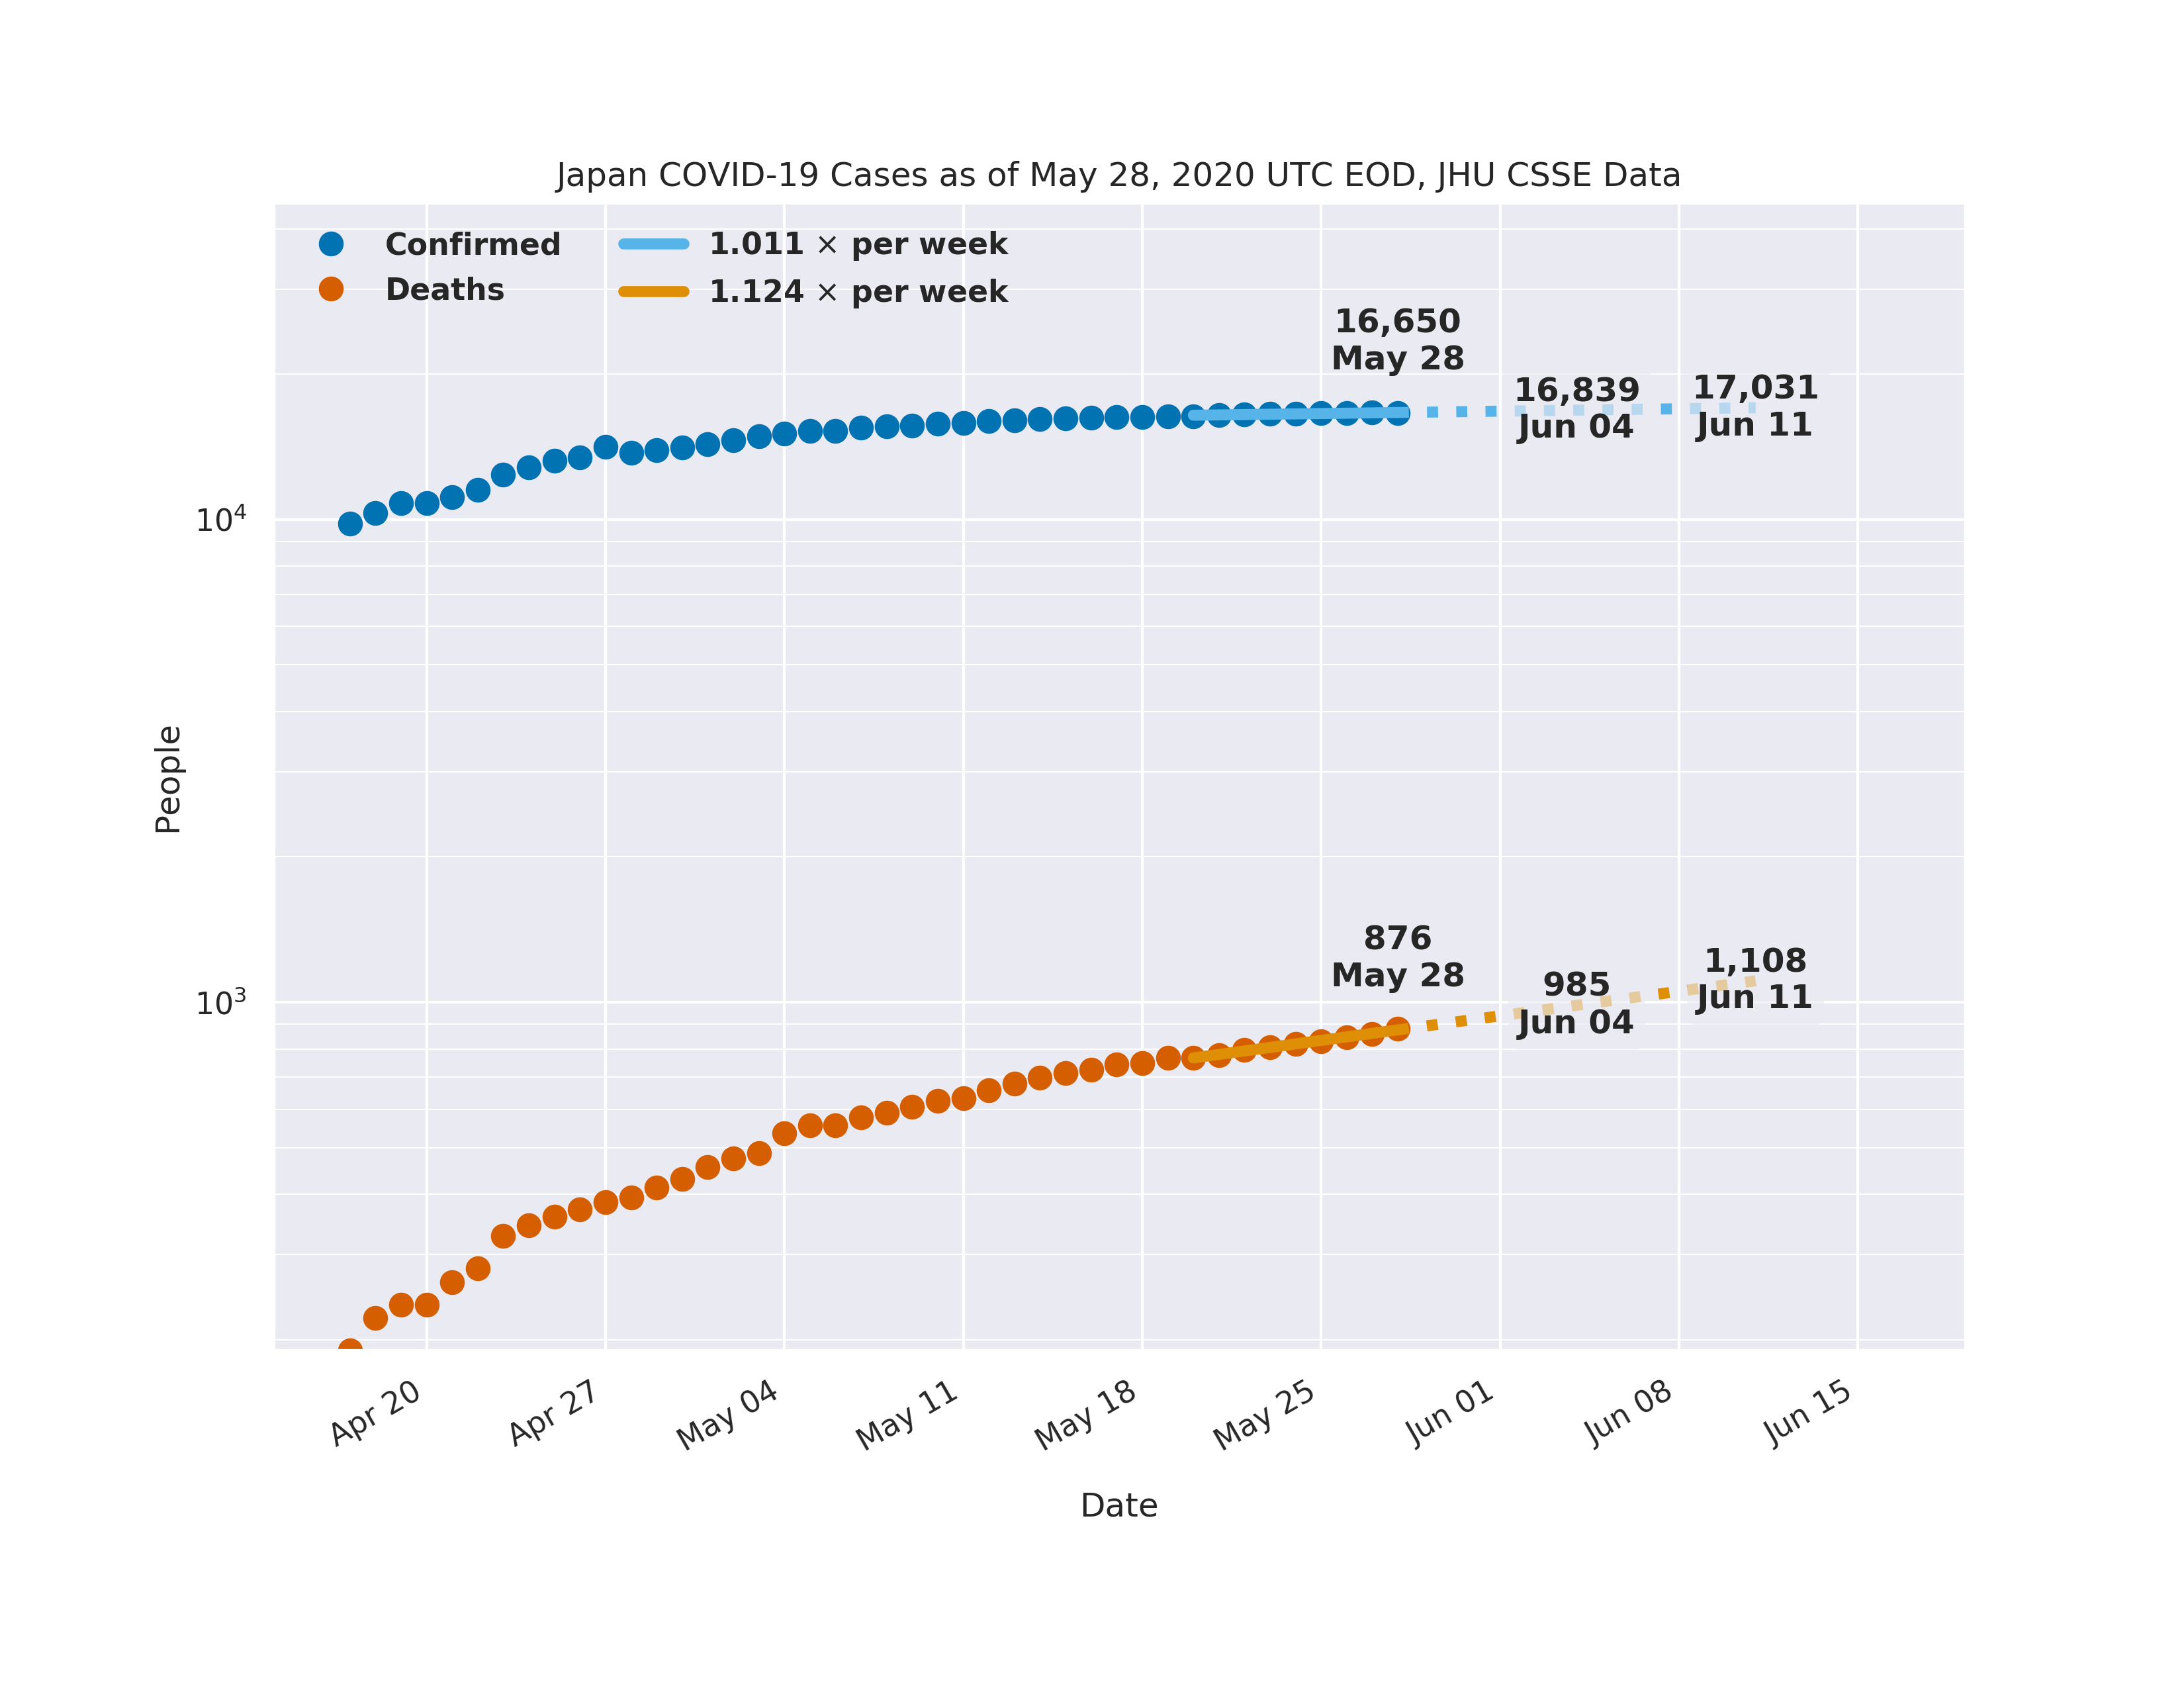 Japan COVID-19 Cases as of May 28, 2020 UTC EOD, JHU CSSE Data
Confirmed
Deaths
1.011 × per week
1.124 × per week
16,650
May 28
16,839
Jun 04
17,031
Jun 11
876
May 28
985
Jun 04
1,108
Jun 11
People
10⁴
10³
Apr 20
Apr 27
May 04
May 11
May 18
May 25
Jun 01
Jun 08
Jun 15
Date